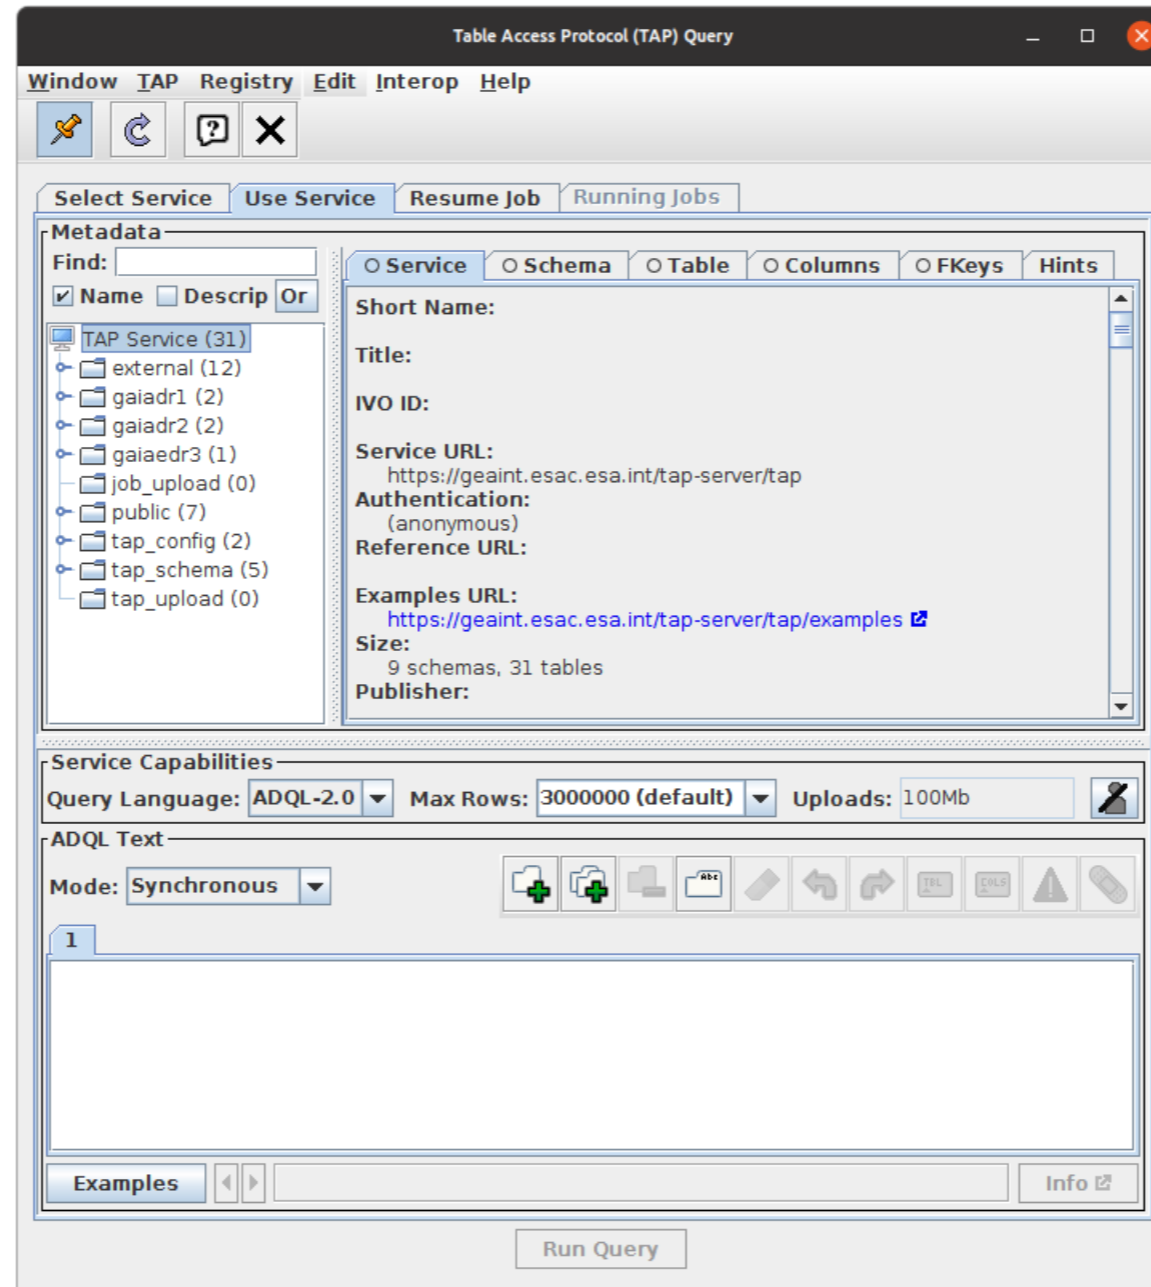 Table Access Protocol (TAP) Query
Window TAP Registry Edit Interop Help
Select Service Use Service Resume Job Running Jobs
Metadata
Find:
Name Descrip Or
TAP Service (31)
external (12)
gaiadr1 (2)
gaiadr2 (2)
gaiaedr3 (1)
job_upload (0)
public (7)
tap_config (2)
tap_schema (5)
tap_upload (0)
Service Schema Table Columns FKeys Hints
Short Name:
Title:
IVO ID:
Service URL:
https://geaint.esac.esa.int/tap-server/tap
Authentication:
(anonymous)
Reference URL:
Examples URL:
https://geaint.esac.esa.int/tap-server/tap/examples
Size:
9 schemas, 31 tables
Publisher:
Service Capabilities
Query Language: ADQL-2.0 Max Rows: 3000000 (default) Uploads: 100Mb
ADQL Text
Mode: Synchronous
Abc TBL COLS
1
Examples Info
Run Query